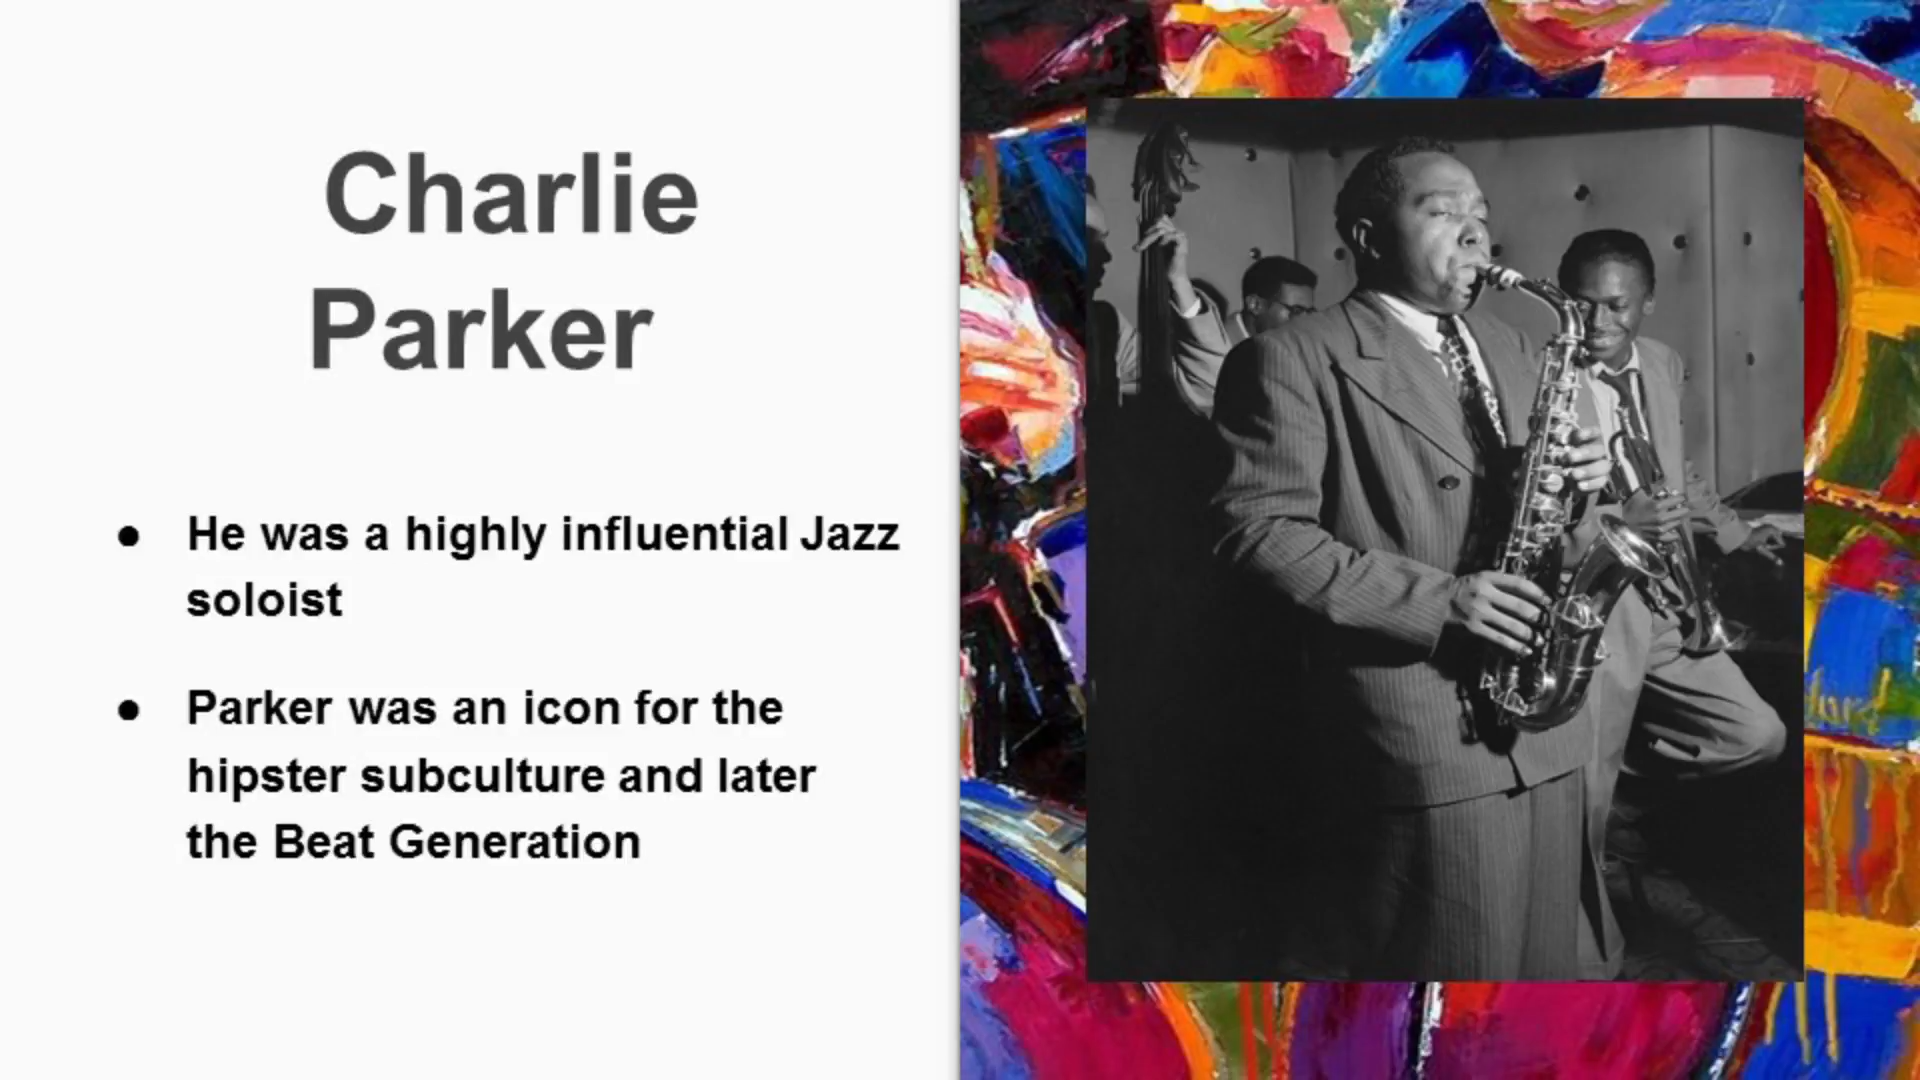 Charlie
Parker
● He was a highly influential Jazz
soloist
● Parker was an icon for the
hipster subculture and later
the Beat Generation